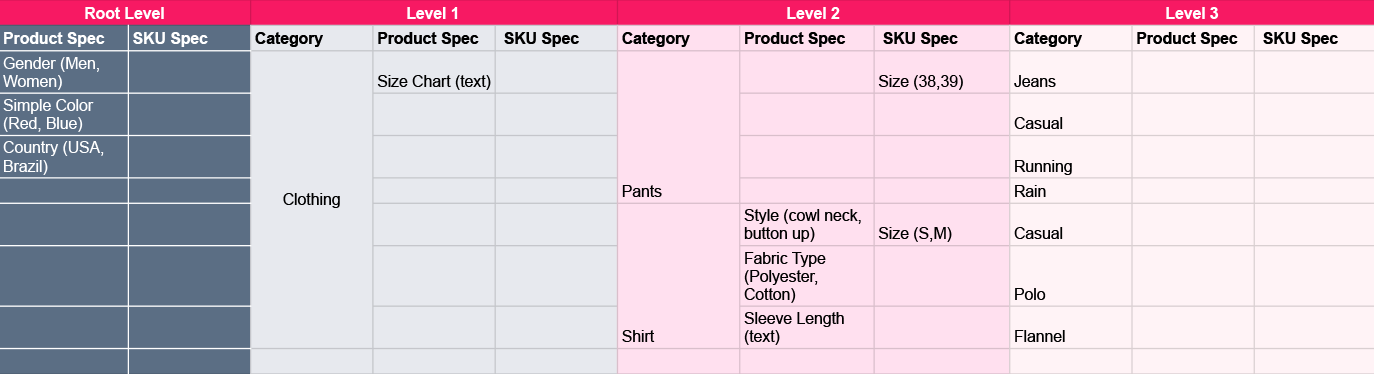 Root Level
Level 1
Level 2
Level 3
Product Spec
SKU Spec
Category
Product Spec
SKU Spec
Category
Product Spec
SKU Spec
Category
Product Spec
SKU Spec
Gender (Men,
Women)
Size Chart (text)
Size (38,39)
Jeans
Simple Color
(Red, Blue)
Casual
Country (USA,
Brazil)
Running
Clothing
Pants
Rain
Style (cowl neck,
button up)
Size (S,M)
Casual
Fabric Type
(Polyester,
Cotton)
Polo
Shirt
Sleeve Length
(text)
Flannel